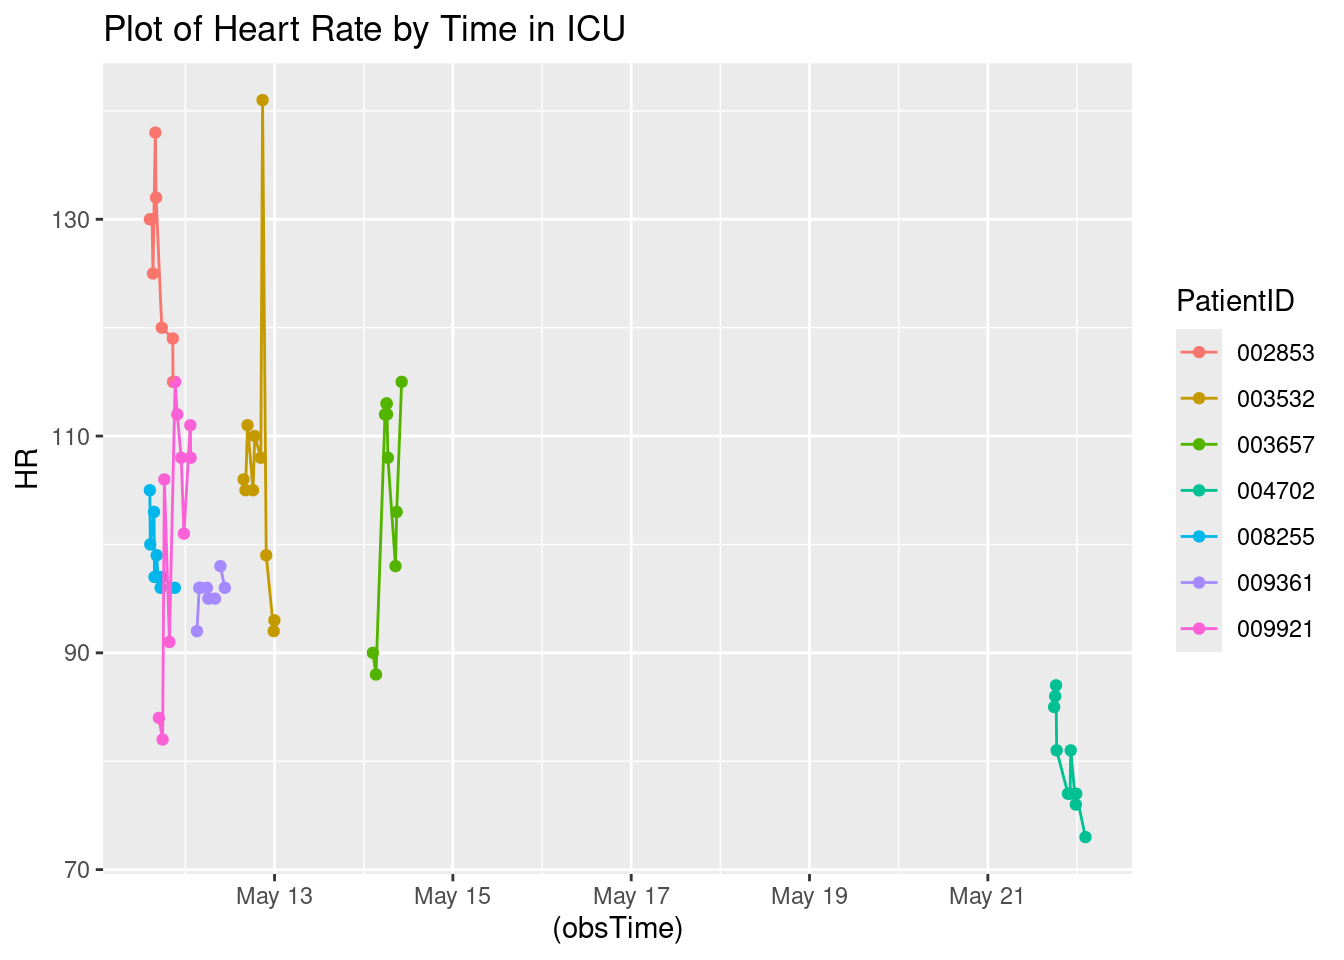 Plot of Heart Rate by Time in ICU
HR
130
110
90
70
May 13
May 15
May 17
May 19
May 21
(obsTime)
PatientID
002853
003532
003657
004702
008255
009361
009921